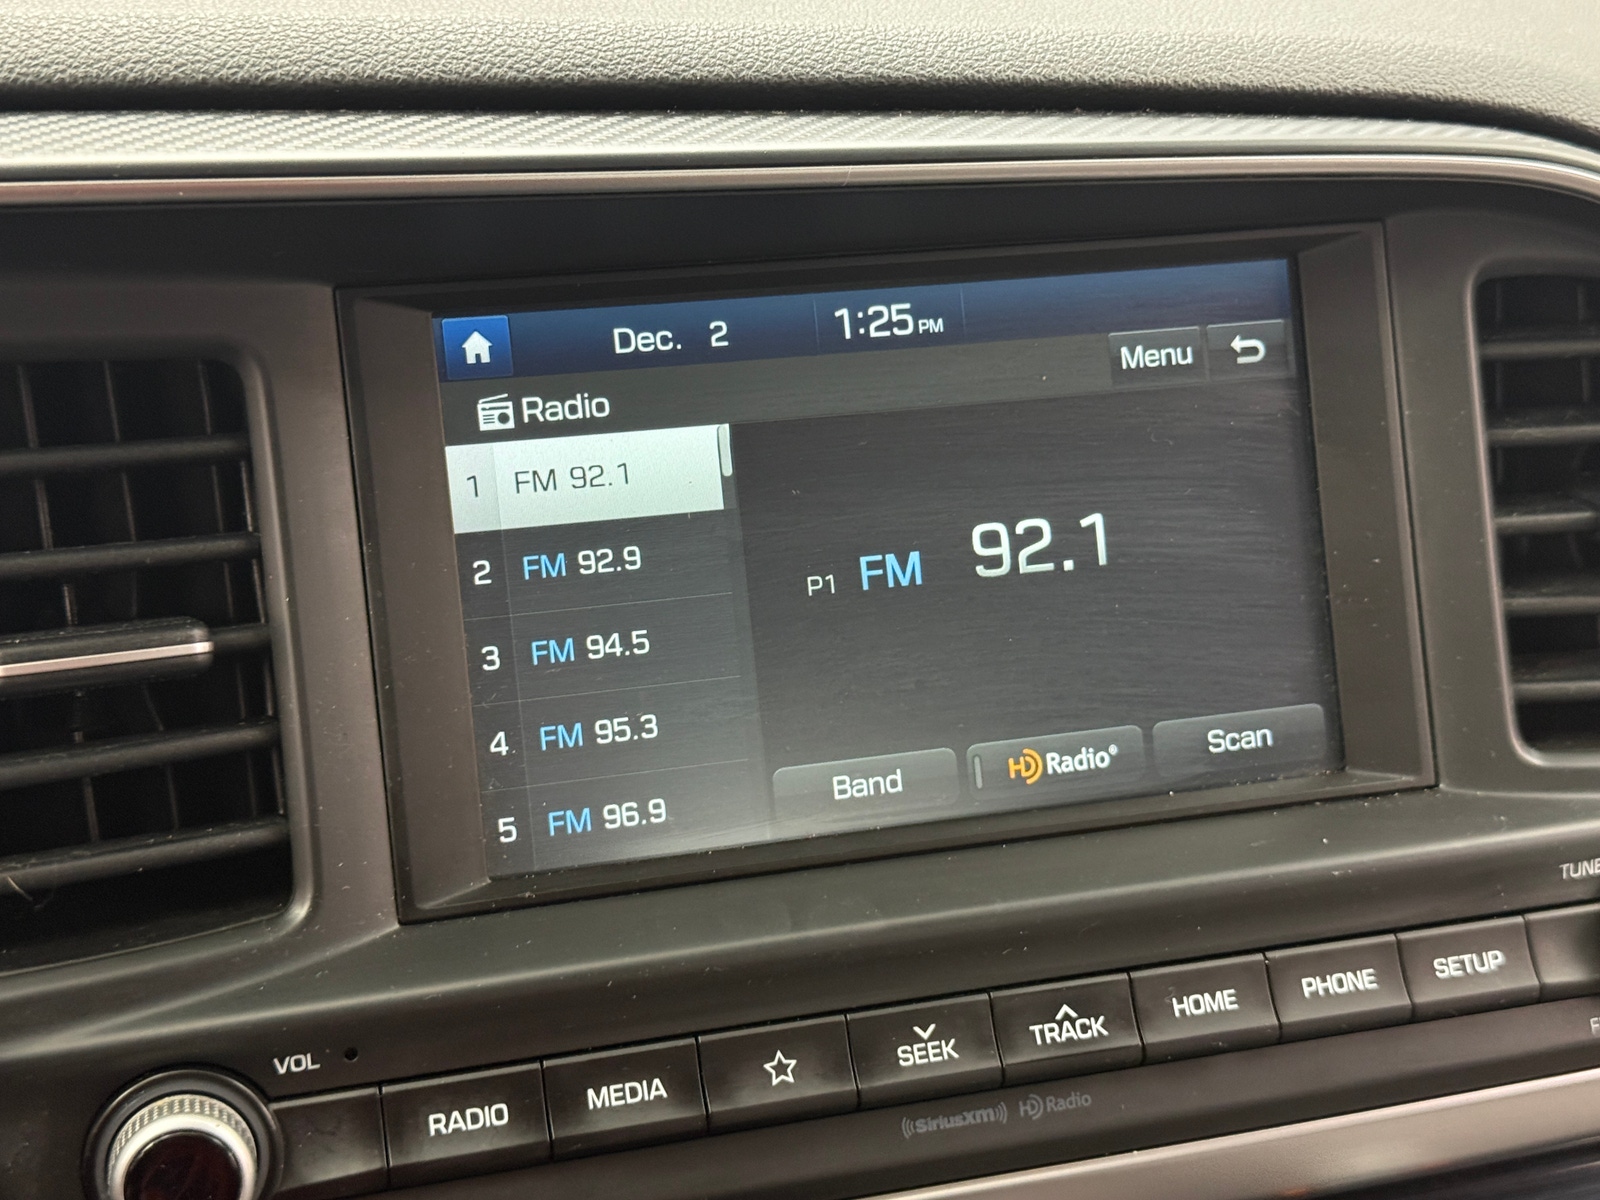 Dec. 2 1:25 PM
Menu
Radio
1 FM 92.1
2 FM 92.9
3 FM 94.5
4 FM 95.3
5 FM 96.9
P1 FM 92.1
Band HD Radio® Scan
TUNE
VOL
RADIO MEDIA SEEK TRACK HOME PHONE SETUP
((SiriusXM)) HD Radio